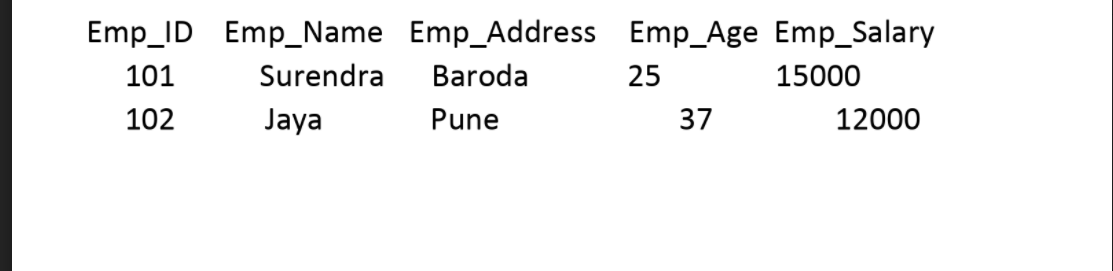 Emp_ID Emp_Name Emp_Address Emp_Age Emp_Salary
101 Surendra Baroda 25 15000
102 Jaya Pune 37 12000